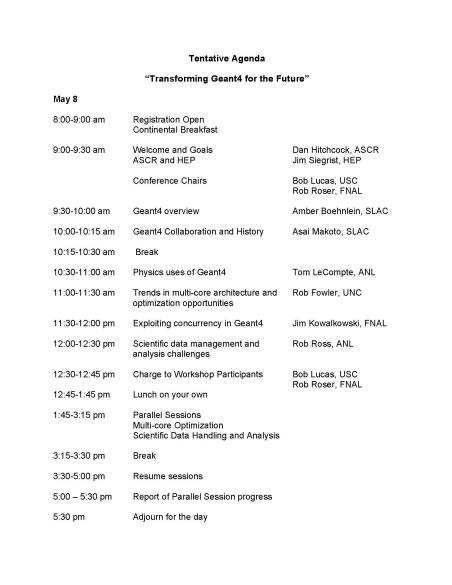 Tentative Agenda
“Transforming Geant4 for the Future”
May 8
8:00-9:00 am Registration Open
Continental Breakfast
9:00-9:30 am Welcome and Goals Dan Hitchcock, ASCR
ASCR and HEP Jim Siegrist, HEP
Conference Chairs Bob Lucas, USC
Rob Roser, FNAL
9:30-10:00 am Geant4 overview Amber Boehnlein, SLAC
10:00-10:15 am Geant4 Collaboration and History Asai Makoto, SLAC
10:15-10:30 am Break
10:30-11:00 am Physics uses of Geant4 Tom LeCompte, ANL
11:00-11:30 am Trends in multi-core architecture and Rob Fowler, UNC
optimization opportunities
11:30-12:00 pm Exploiting concurrency in Geant4 Jim Kowalkowski, FNAL
12:00-12:30 pm Scientific data management and Rob Ross, ANL
analysis challenges
12:30-12:45 pm Charge to Workshop Participants Bob Lucas, USC
Rob Roser, FNAL
12:45-1:45 pm Lunch on your own
1:45-3:15 pm Parallel Sessions
Multi-core Optimization
Scientific Data Handling and Analysis
3:15-3:30 pm Break
3:30-5:00 pm Resume sessions
5:00 – 5:30 pm Report of Parallel Session progress
5:30 pm Adjourn for the day